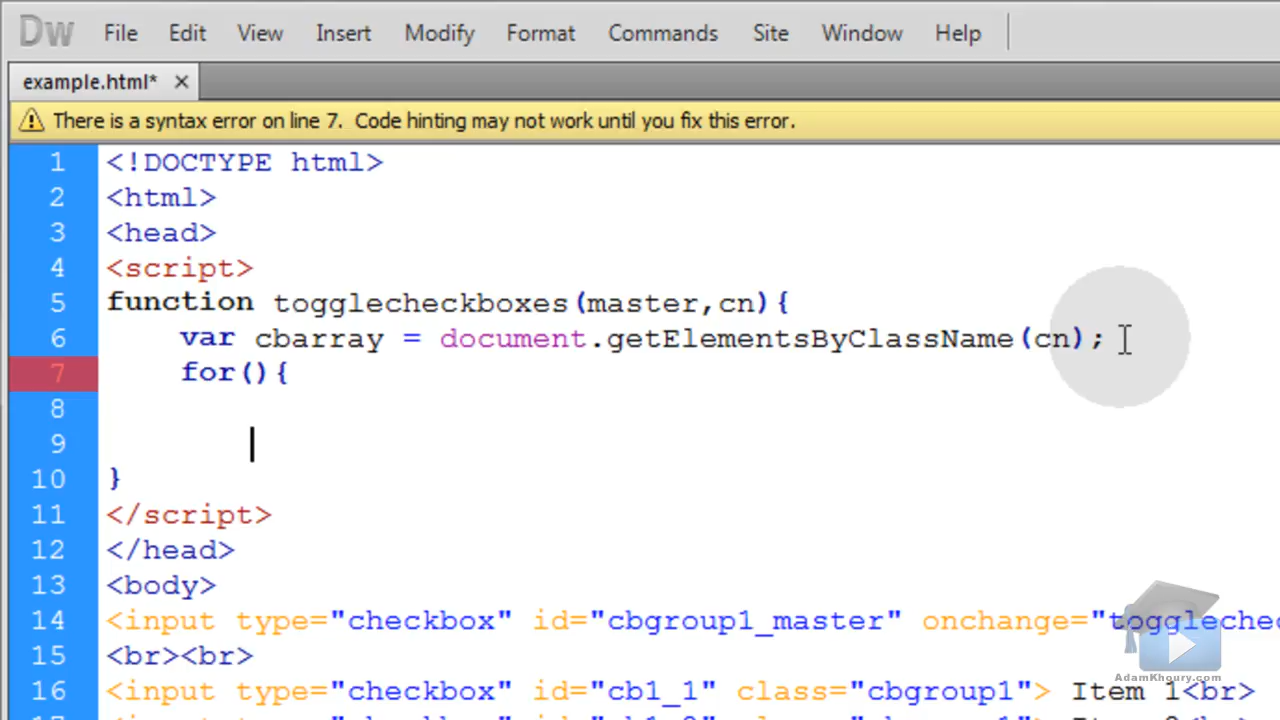 Dw File Edit View Insert Modify Format Commands Site Window Help
example.html* ✕
There is a syntax error on line 7.  Code hinting may not work until you fix this error.
1 <!DOCTYPE html>
2 <html>
3 <head>
4 <script>
5 function togglecheckboxes(master,cn){
6     var cbarray = document.getElementsByClassName(cn);
7     for(){
8
9
10 }
11 </script>
12 </head>
13 <body>
14 <input type="checkbox" id="cbgroup1_master" onchange="togglechec
15 <br><br>
16 <input type="checkbox" id="cb1_1" class="cbgroup1"> Item 1<br>
AdamKhoury.com